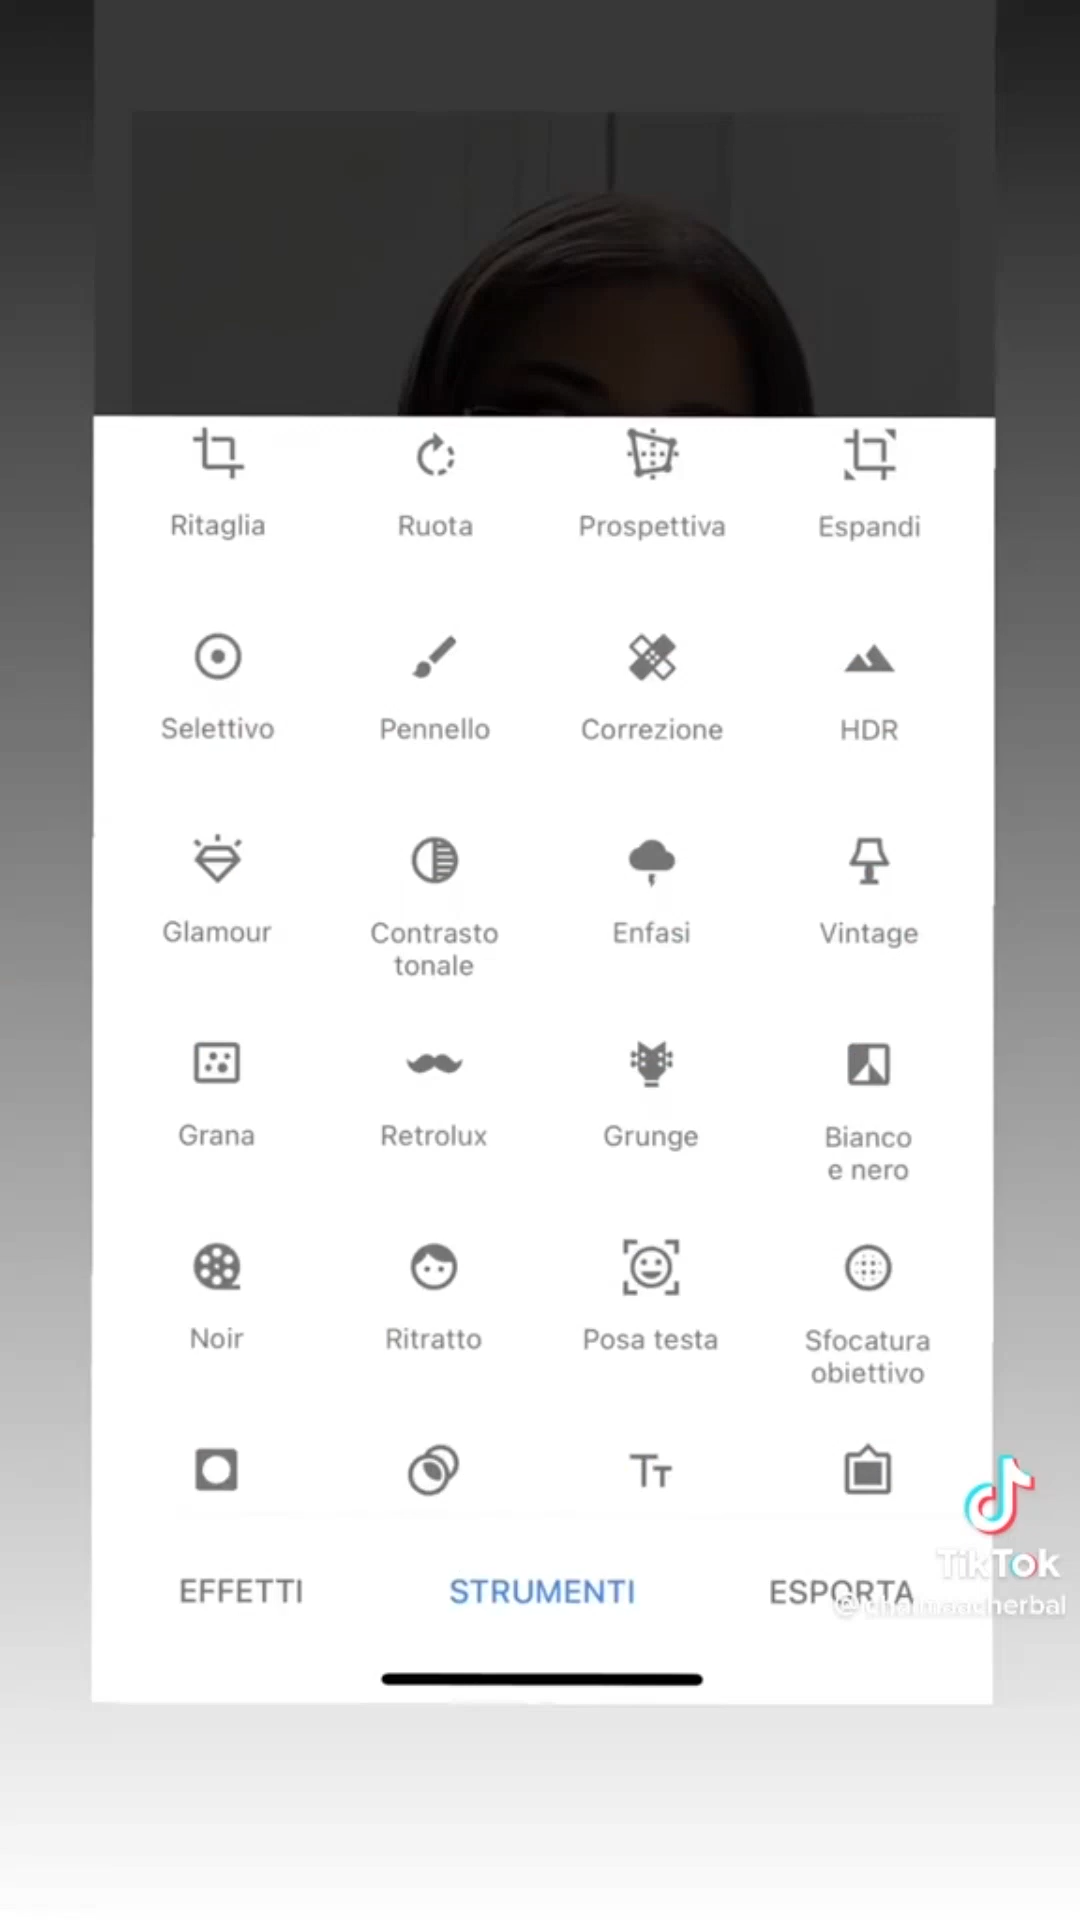 Ritaglia Ruota Prospettiva Espandi
Selettivo Pennello Correzione HDR
Glamour Contrasto tonale Enfasi Vintage
Grana Retrolux Grunge Bianco e nero
Noir Ritratto Posa testa Sfocatura obiettivo
Tт
EFFETTI STRUMENTI ESPORTA
TikTok